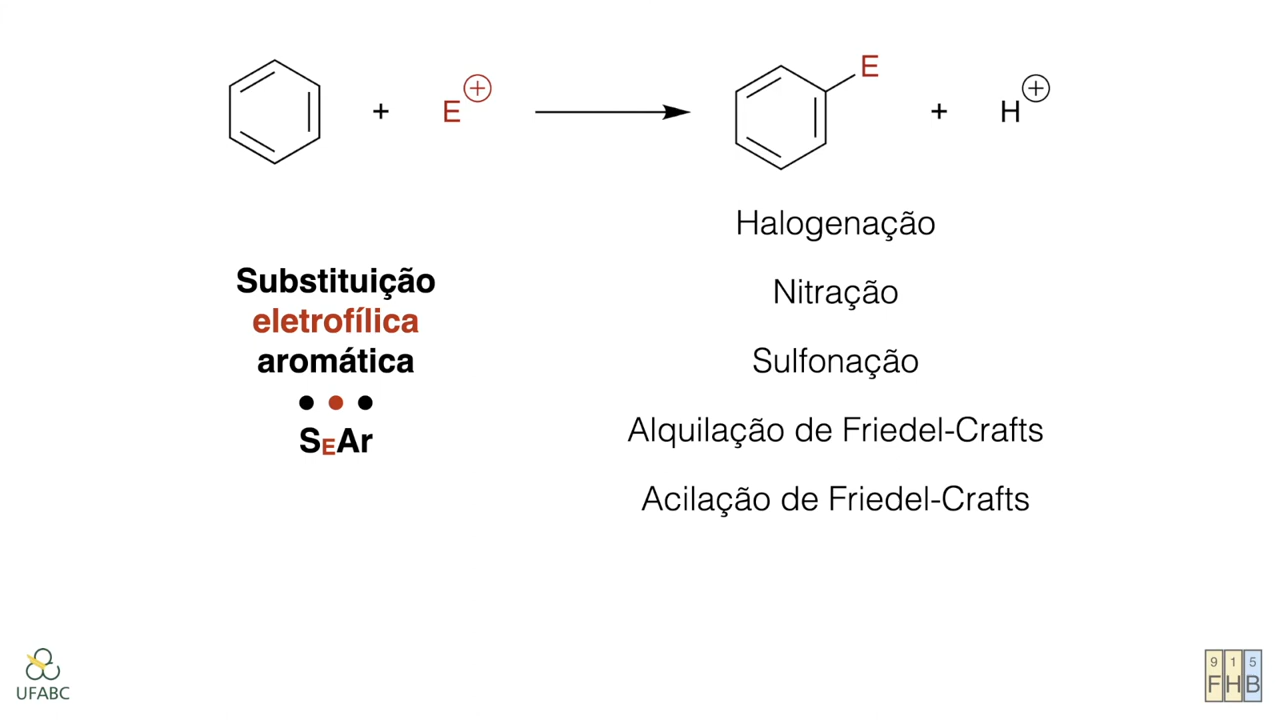 E
+ E⊕ + H⊕
Halogenação
Nitração
Sulfonação
Alquilação de Friedel-Crafts
Acilação de Friedel-Crafts
Substituição
eletrofílica
aromática
• • •
SEAr
UFABC
9 1 5
F H B